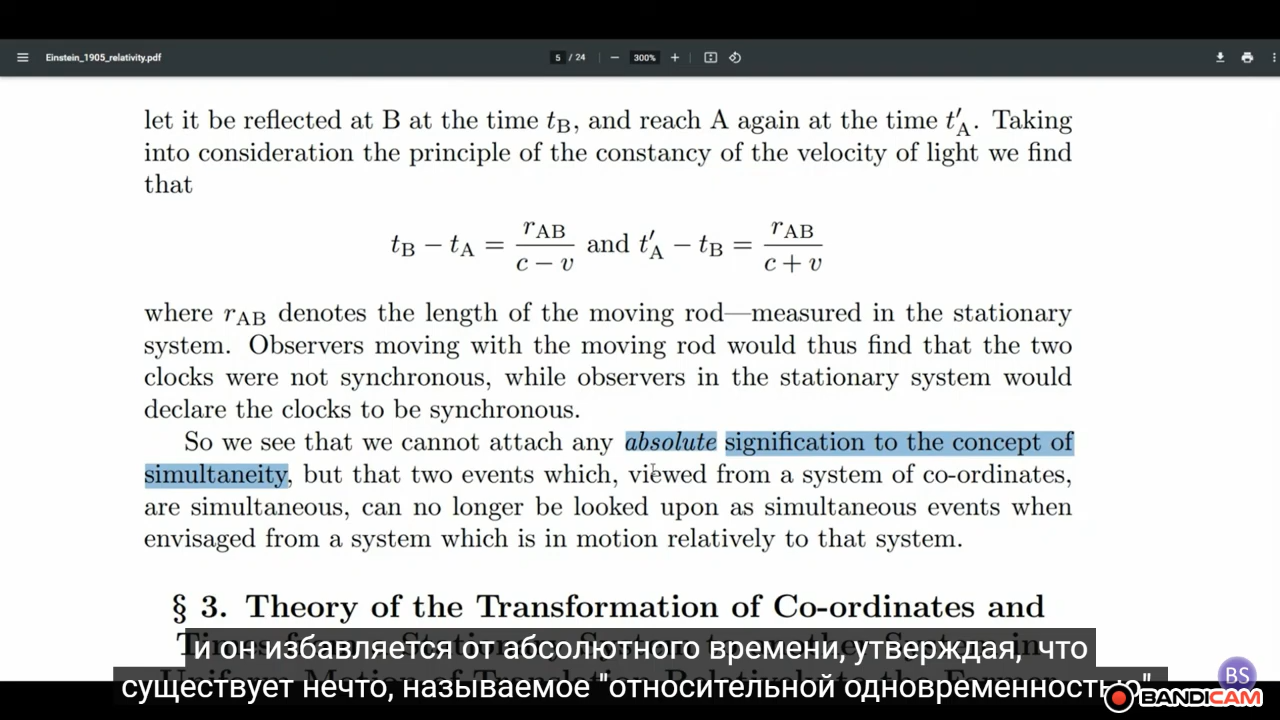 Einstein_1905_relativity.pdf
5 / 24
300%
let it be reflected at B at the time t_B, and reach A again at the time t′_A. Taking
into consideration the principle of the constancy of the velocity of light we find
that
t_B − t_A = r_AB / (c − v) and t′_A − t_B = r_AB / (c + v)
where r_AB denotes the length of the moving rod—measured in the stationary
system. Observers moving with the moving rod would thus find that the two
clocks were not synchronous, while observers in the stationary system would
declare the clocks to be synchronous.
So we see that we cannot attach any absolute signification to the concept of
simultaneity, but that two events which, viewed from a system of co-ordinates,
are simultaneous, can no longer be looked upon as simultaneous events when
envisaged from a system which is in motion relatively to that system.
§ 3. Theory of the Transformation of Co-ordinates and
и он избавляется от абсолютного времени, утверждая, что
существует нечто, называемое "относительной одновременностью"
BS
BANDICAM